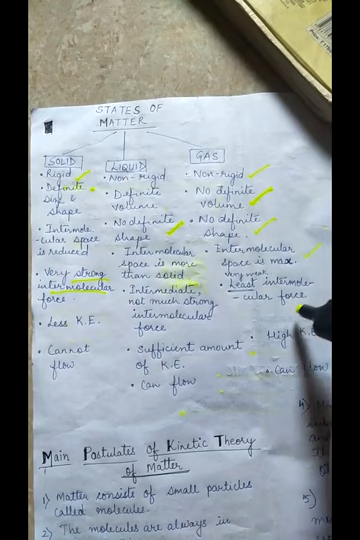 STATES OF
MATTER
SOLID
• Rigid
• Definite
size &
shape
• Intermole
-cular space
is reduced
• Very strong
intermolecular
force.
• Less K.E.
• Cannot
flow
LIQUID
• Non-rigid
• Definite
volume
• No definite
shape
• Intermolecular
space is more
than solid
• Intermediate,
not much strong
intermolecular
force
• Sufficient amount
of K.E.
• Can flow
GAS
• Non-rigid
• No definite
volume
• No definite
shape.
• Intermolecular
space is max.
very weak
• Least intermole-
-cular force
• High K.E
• Can flow
Main Postulates of Kinetic Theory
of Matter
1) Matter consists of small particles
called molecules.
2) The molecules are always in
5)